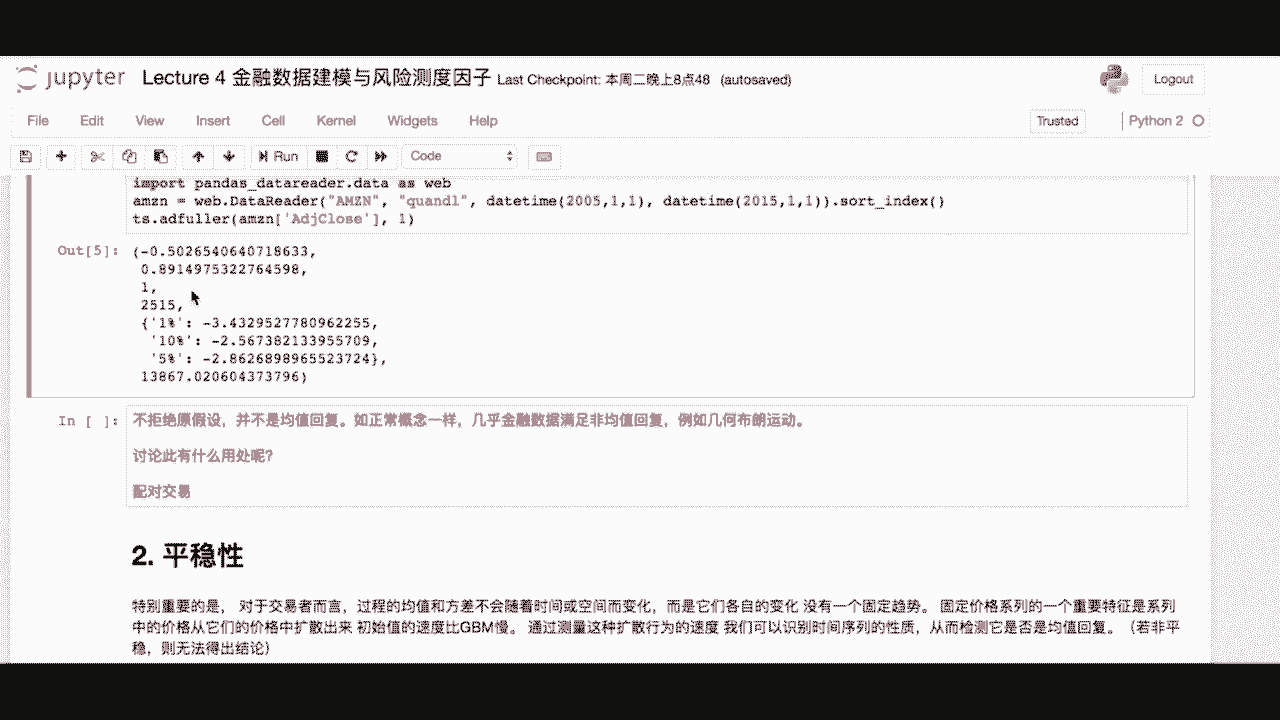 jupyter Lecture 4 金融数据建模与风险测度因子 Last Checkpoint: 本周二晚上8点48 (autosaved)
Logout
File Edit View Insert Cell Kernel Widgets Help
Trusted
Python 2
Run
Code
import pandas_datareader.data as web
amzn = web.DataReader("AMZN", "quandl", datetime(2005,1,1), datetime(2015,1,1)).sort_index()
ts.adfuller(amzn['AdjClose'], 1)
Out[5]: (-0.5026540640718633,
0.8914975322764598,
1,
2515,
{'1%': -3.4329527780962255,
'10%': -2.567382133955709,
'5%': -2.8626898965523724},
13867.020604373796)
In [ ]: 不拒绝原假设，并不是均值回复。如正常概念一样，几乎金融数据满足非均值回复，例如几何布朗运动。
讨论此有什么用处呢?
配对交易
2. 平稳性
特别重要的是， 对于交易者而言，过程的均值和方差不会随着时间或空间而变化，而是它们各自的变化 没有一个固定趋势。 固定价格系列的一个重要特征是系列
中的价格从它们的价格中扩散出来 初始值的速度比GBM慢。 通过测量这种扩散行为的速度 我们可以识别时间序列的性质，从而检测它是否是均值回复。（若非平
稳，则无法得出结论）